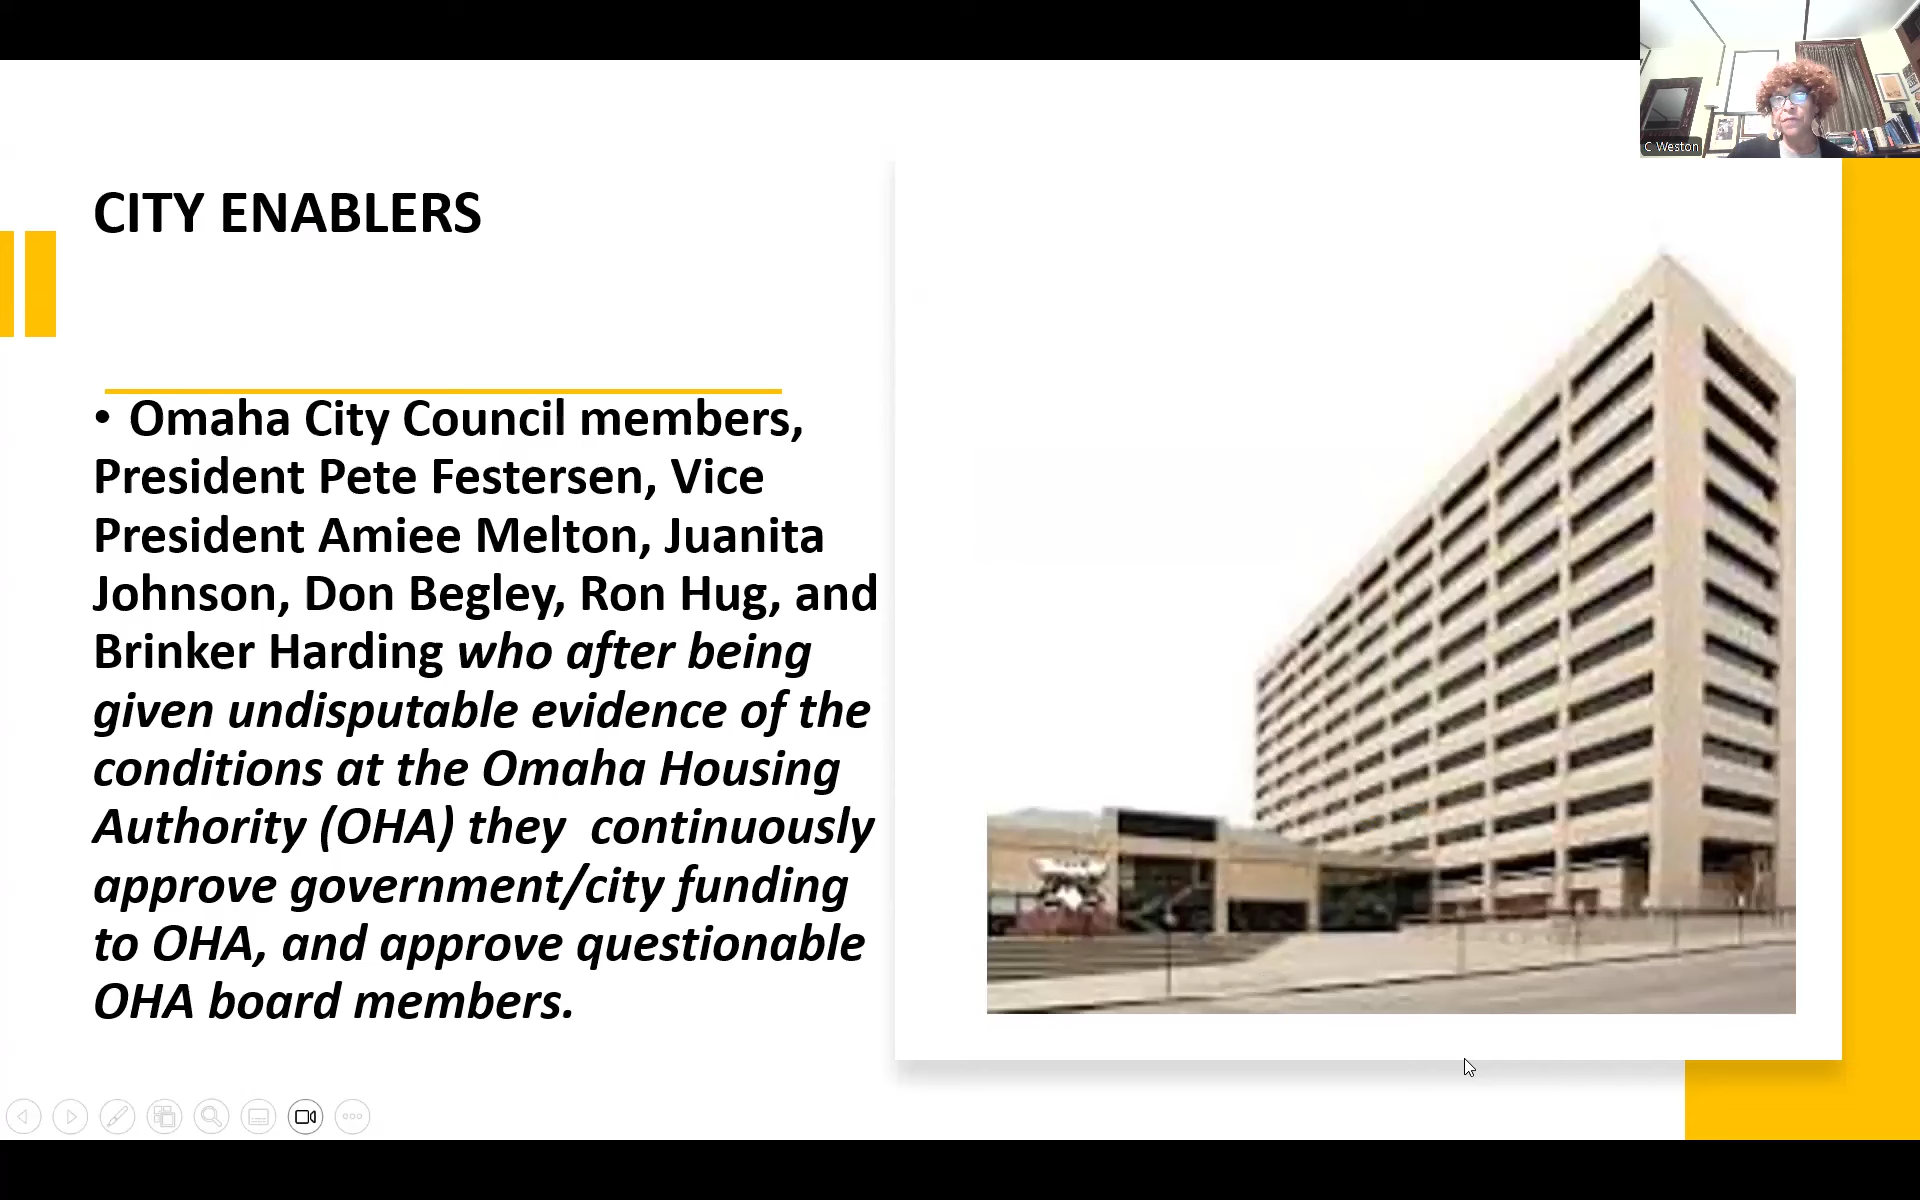 C Weston
CITY ENABLERS
• Omaha City Council members,
President Pete Festersen, Vice
President Amiee Melton, Juanita
Johnson, Don Begley, Ron Hug, and
Brinker Harding who after being
given undisputable evidence of the
conditions at the Omaha Housing
Authority (OHA) they  continuously
approve government/city funding
to OHA, and approve questionable
OHA board members.